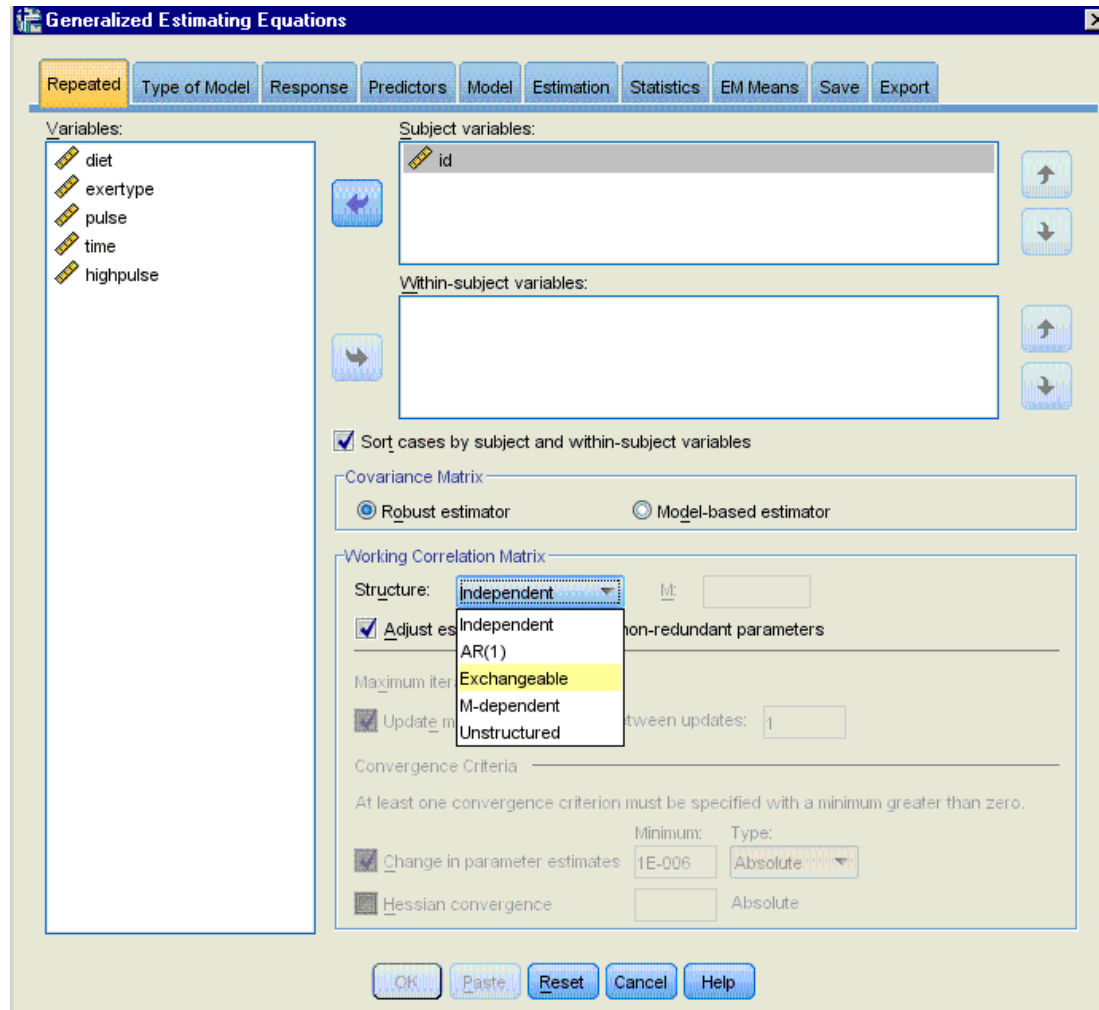 Generalized Estimating Equations
Repeated Type of Model Response Predictors Model Estimation Statistics EM Means Save Export
Variables:
diet
exertype
pulse
time
highpulse
Subject variables:
id
Within-subject variables:
Sort cases by subject and within-subject variables
Covariance Matrix
Robust estimator Model-based estimator
Working Correlation Matrix
Structure: Independent M:
Independent
AR(1)
Exchangeable
M-dependent
Unstructured
Adjust es non-redundant parameters
Maximum iter
Update m tween updates: 1
Convergence Criteria
At least one convergence criterion must be specified with a minimum greater than zero.
Minimum: Type:
Change in parameter estimates 1E-006 Absolute
Hessian convergence Absolute
OK Paste Reset Cancel Help